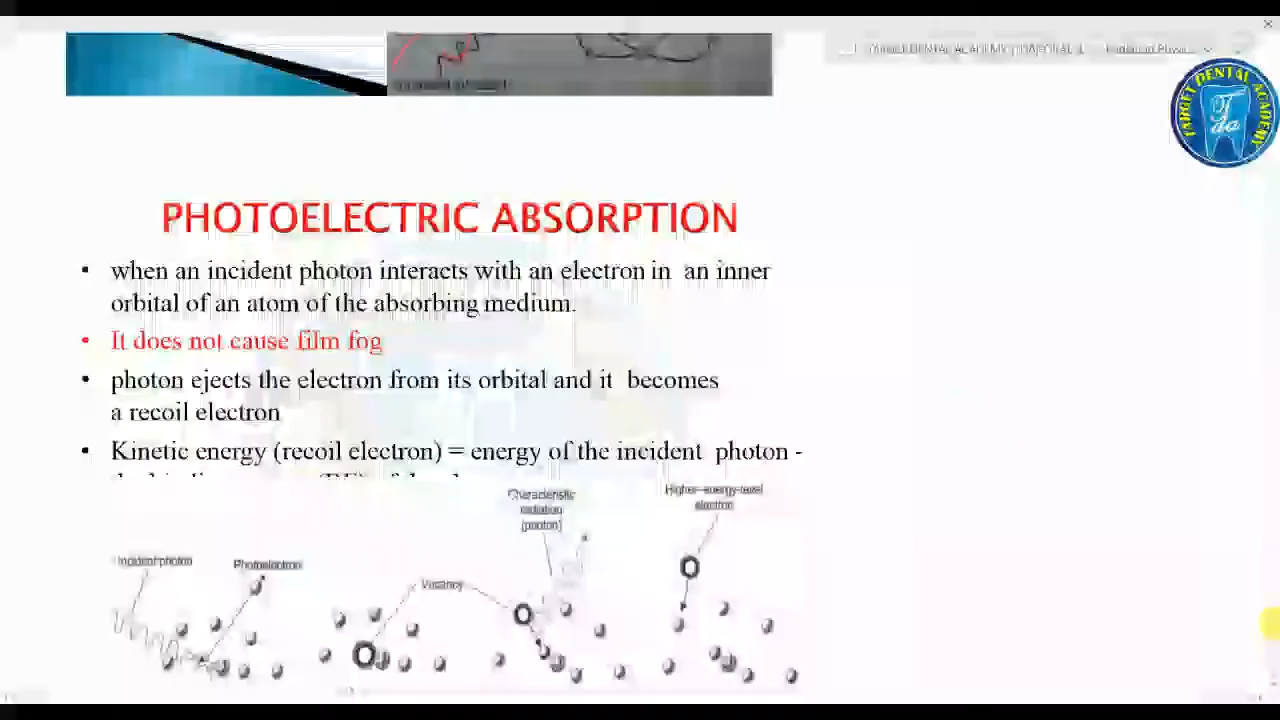 TARGET DENTAL ACADEMY
PHOTOELECTRIC ABSORPTION
• when an incident photon interacts with an electron in an inner
orbital of an atom of the absorbing medium.
• It does not cause film fog
• photon ejects the electron from its orbital and it becomes
a recoil electron
• Kinetic energy (recoil electron) = energy of the incident photon -
Characteristic
radiation
(photon)
Higher-energy-level
electron
Incident photon
Photoelectron
Vacancy